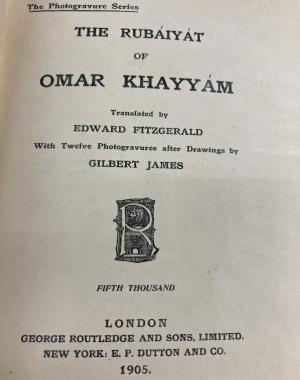 The Photogravure Series
THE RUBÁIYÁT
OF
OMAR KHAYYÁM
Translated by
EDWARD FITZGERALD
With Twelve Photogravures after Drawings by
GILBERT JAMES
R
FIFTH THOUSAND
LONDON
GEORGE ROUTLEDGE AND SONS, LIMITED.
NEW YORK: E. P. DUTTON AND CO.
1905.